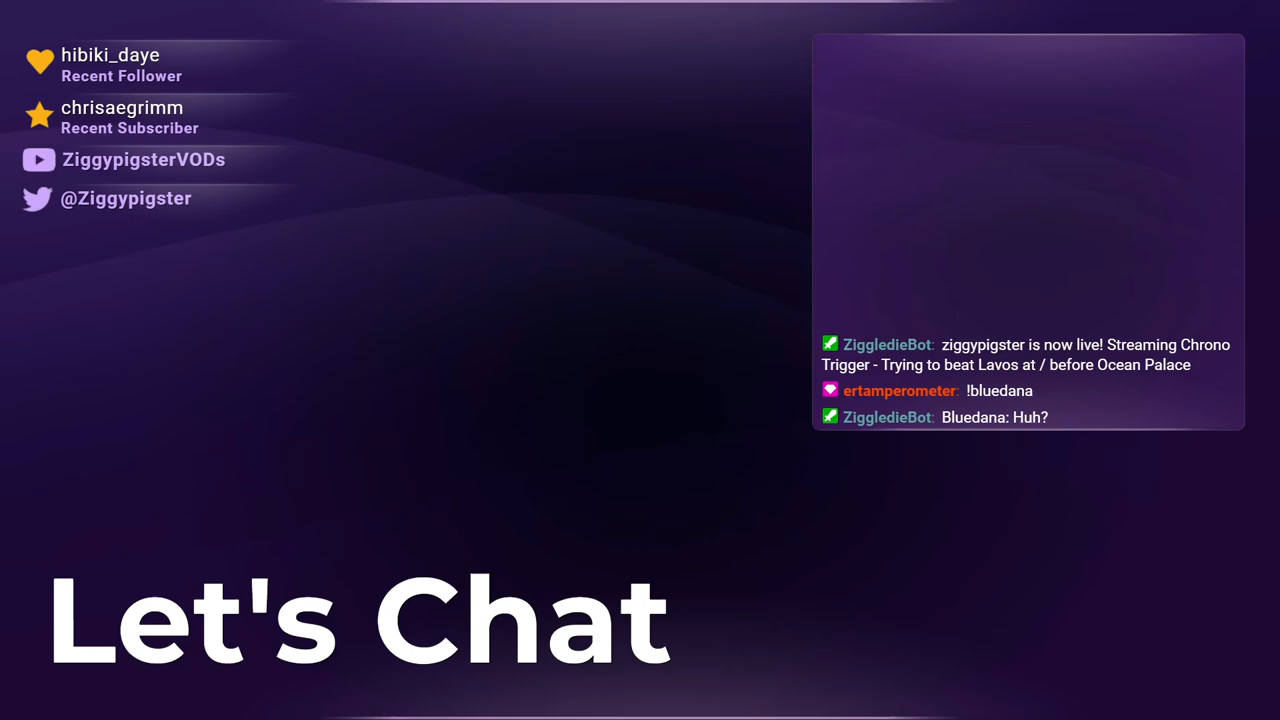 hibiki_daye
Recent Follower
chrisaegrimm
Recent Subscriber
ZiggypigsterVODs
@Ziggypigster
ZiggledieBot: ziggypigster is now live! Streaming Chrono
Trigger - Trying to beat Lavos at / before Ocean Palace
ertamperometer: !bluedana
ZiggledieBot: Bluedana: Huh?
Let's Chat